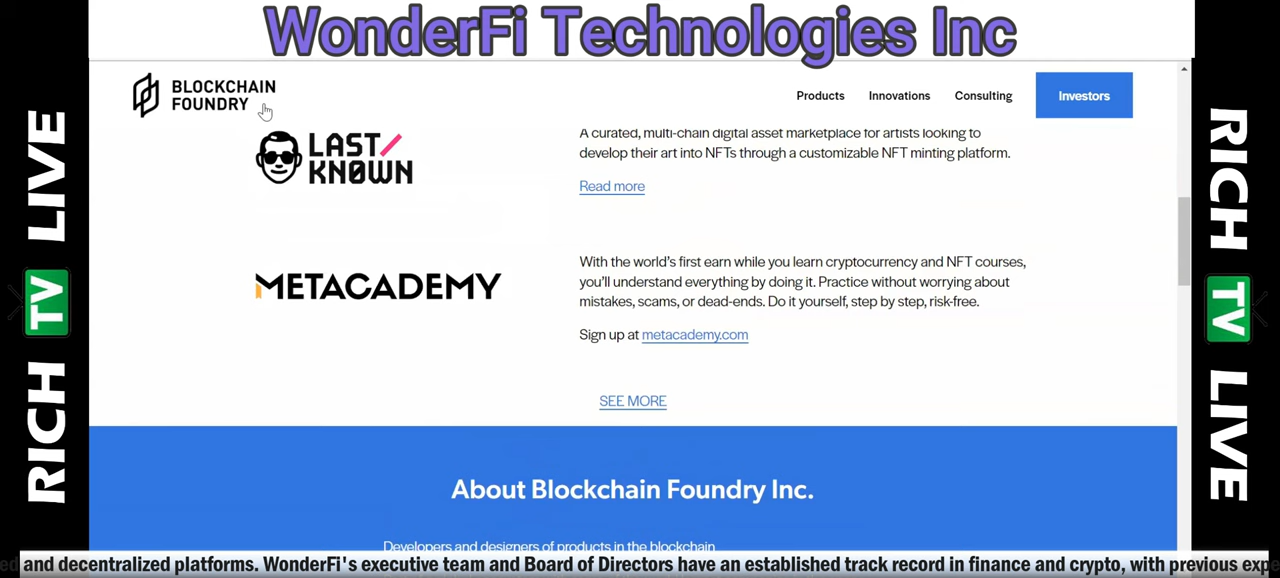 WonderFi Technologies Inc
BLOCKCHAIN
FOUNDRY
Products
Innovations
Consulting
Investors
LAST/
KNØWN
A curated, multi-chain digital asset marketplace for artists looking to
develop their art into NFTs through a customizable NFT minting platform.
Read more
METACADEMY
With the world's first earn while you learn cryptocurrency and NFT courses,
you'll understand everything by doing it. Practice without worrying about
mistakes, scams, or dead-ends. Do it yourself, step by step, risk-free.
Sign up at metacademy.com
SEE MORE
About Blockchain Foundry Inc.
Developers and designers of products in the blockchain
and decentralized platforms. WonderFi's executive team and Board of Directors have an established track record in finance and crypto, with previous
RICH TV LIVE
RICH TV LIVE